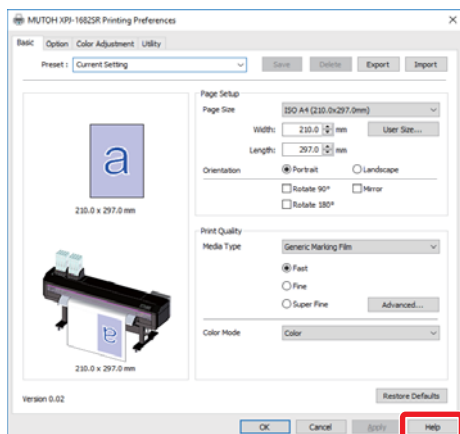 MUTOH XPJ-1682SR Printing Preferences
Basic Option Color Adjustment Utility
Preset : Current Setting Save Delete Export Import
Page Setup
Page Size ISO A4 (210.0x297.0mm)
Width: 210.0 mm User Size...
Length: 297.0 mm
Orientation Portrait Landscape
Rotate 90° Mirror
Rotate 180°
a
210.0 x 297.0 mm
Print Quality
Media Type Generic Marking Film
Fast
Fine
Super Fine Advanced...
Color Mode Color
a
210.0 x 297.0 mm
Version 0.02 Restore Defaults
OK Cancel Apply Help